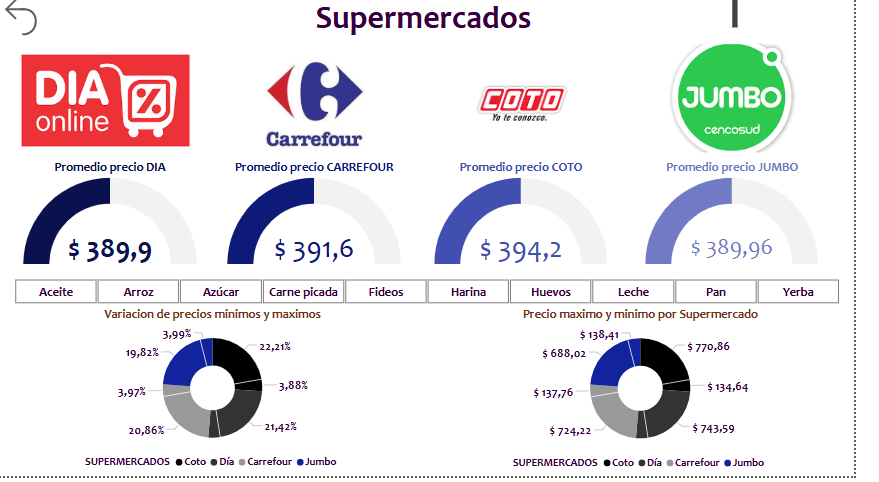 Supermercados
DIA
online
%
Carrefour
COTO
Yo te conozco.
JUMBO
cencosud
Promedio precio DIA
Promedio precio CARREFOUR
Promedio precio COTO
Promedio precio JUMBO
$ 389,9
$ 391,6
$ 394,2
$ 389,96
Aceite
Arroz
Azúcar
Carne picada
Fideos
Harina
Huevos
Leche
Pan
Yerba
Variacion de precios minimos y maximos
3,99%
22,21%
19,82%
3,88%
3,97%
21,42%
20,86%
SUPERMERCADOS Coto Día Carrefour Jumbo
Precio maximo y minimo por Supermercado
$ 138,41
$ 770,86
$ 688,02
$ 134,64
$ 137,76
$ 743,59
$ 724,22
SUPERMERCADOS Coto Día Carrefour Jumbo